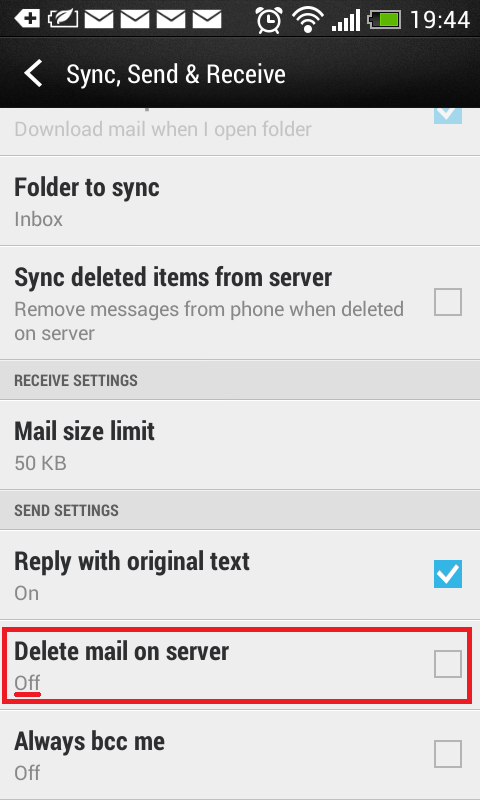 19:44
Sync, Send & Receive
Download mail when I open folder
Folder to sync
Inbox
Sync deleted items from server
Remove messages from phone when deleted
on server
RECEIVE SETTINGS
Mail size limit
50 KB
SEND SETTINGS
Reply with original text
On
Delete mail on server
Off
Always bcc me
Off